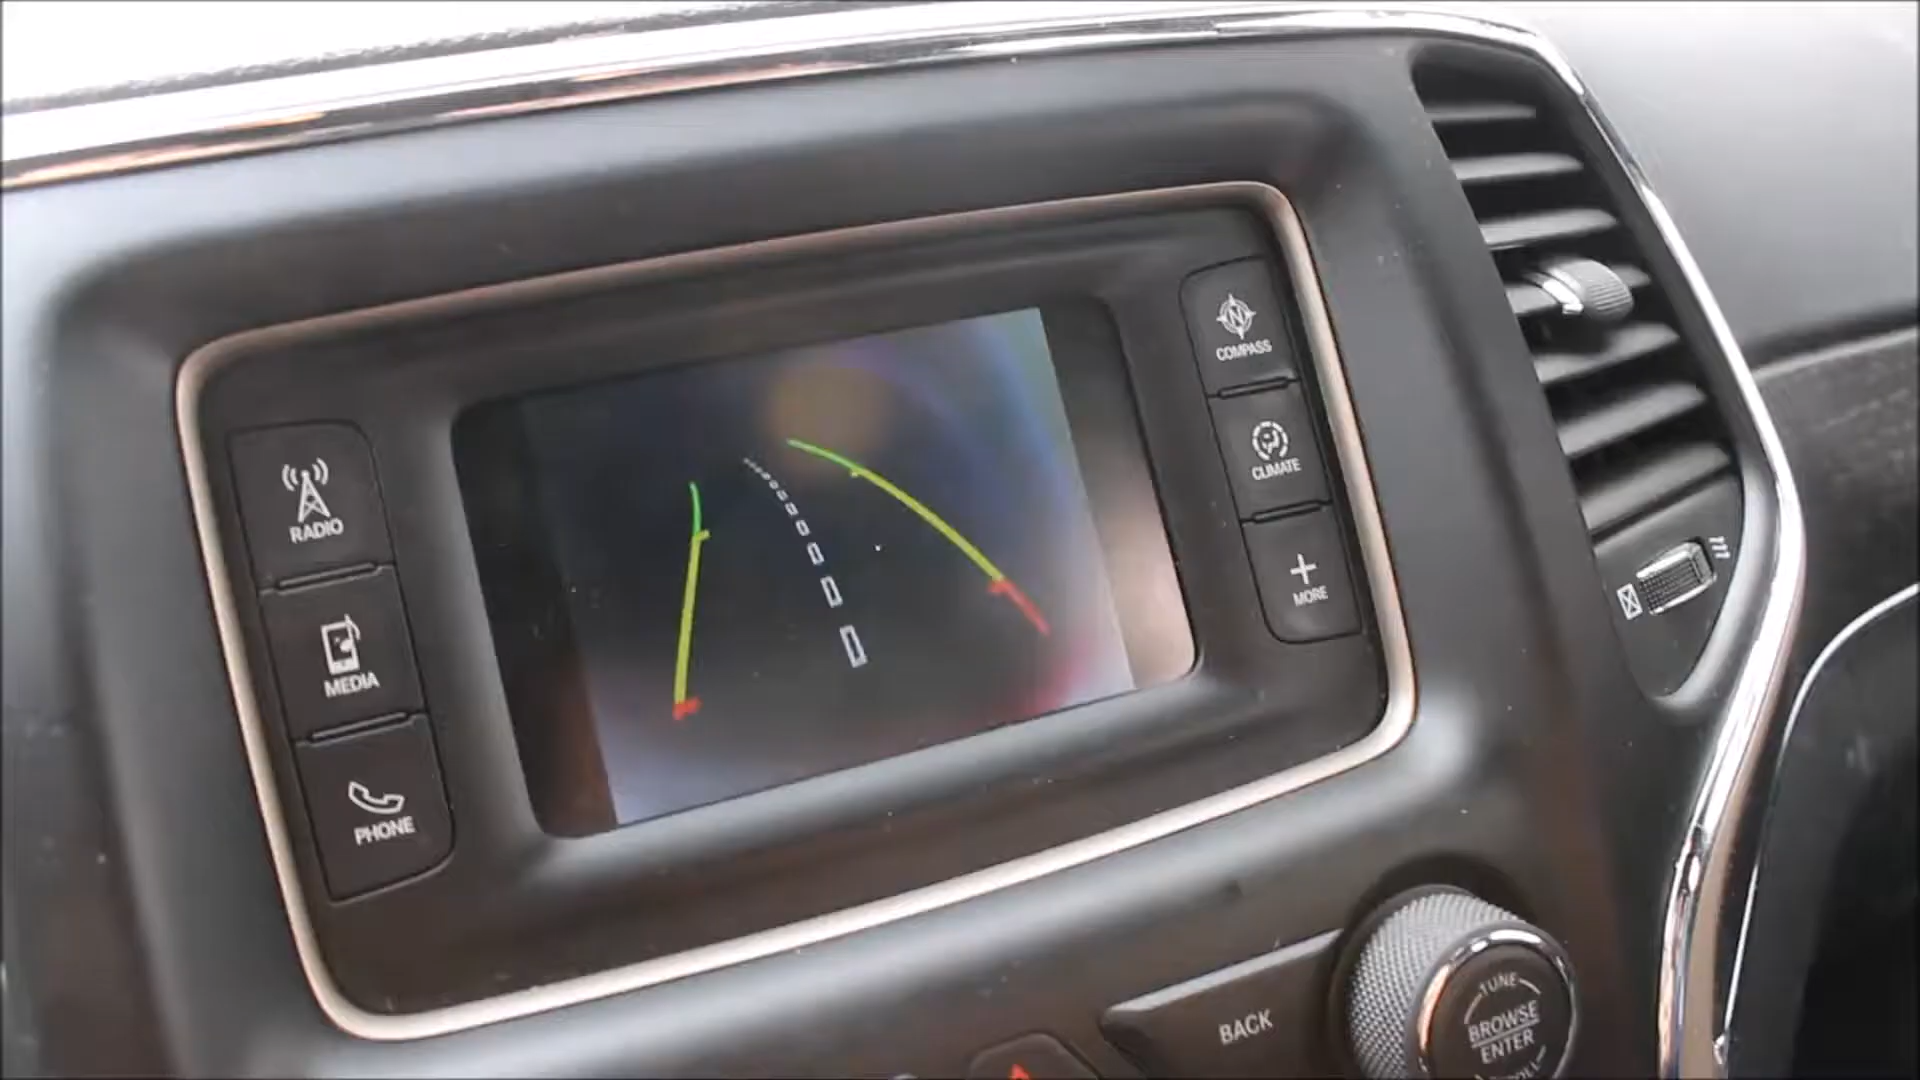 RADIO
MEDIA
PHONE
N
COMPASS
CLIMATE
MORE
BACK
TUNE
BROWSE
ENTER